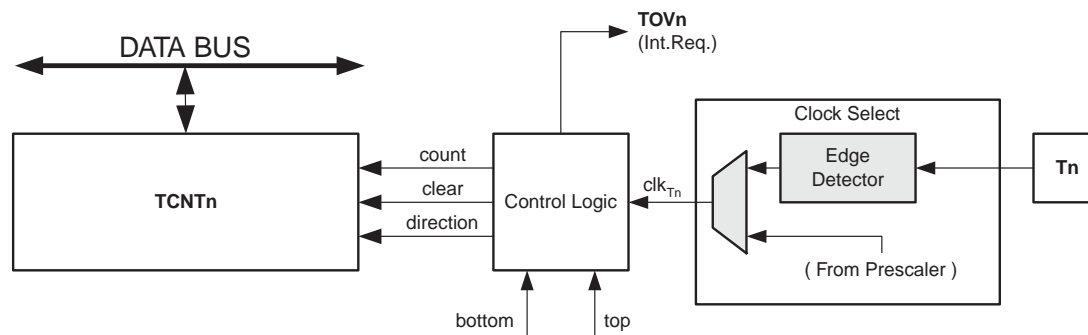 TOVn
(Int.Req.)
DATA BUS
Clock Select
count
Edge
Detector
Tn
TCNTn
clear
Control Logic
clkTn
direction
( From Prescaler )
bottom
top